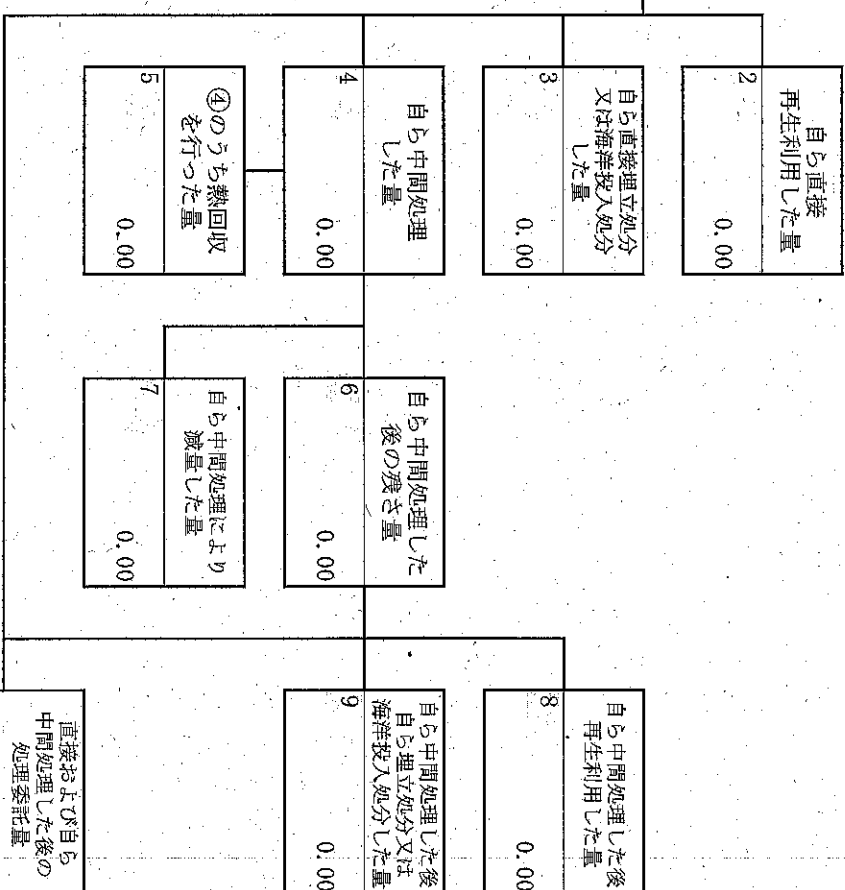 自ら直接
再生利用した量
2
0.00
自ら直接埋立処分
又は海洋投入処分
した量
3
0.00
自ら中間処理
した量
4
0.00
④のうち熱回収
を行った量
5
0.00
自ら中間処理した
後の残さ量
6
0.00
自ら中間処理により
減量した量
7
0.00
自ら中間処理した後
再生利用した量
8
0.00
自ら中間処理した後
自ら埋立処分又は
海洋投入処分した量
9
0.00
直接および自ら
中間処理した後の
処理委託量